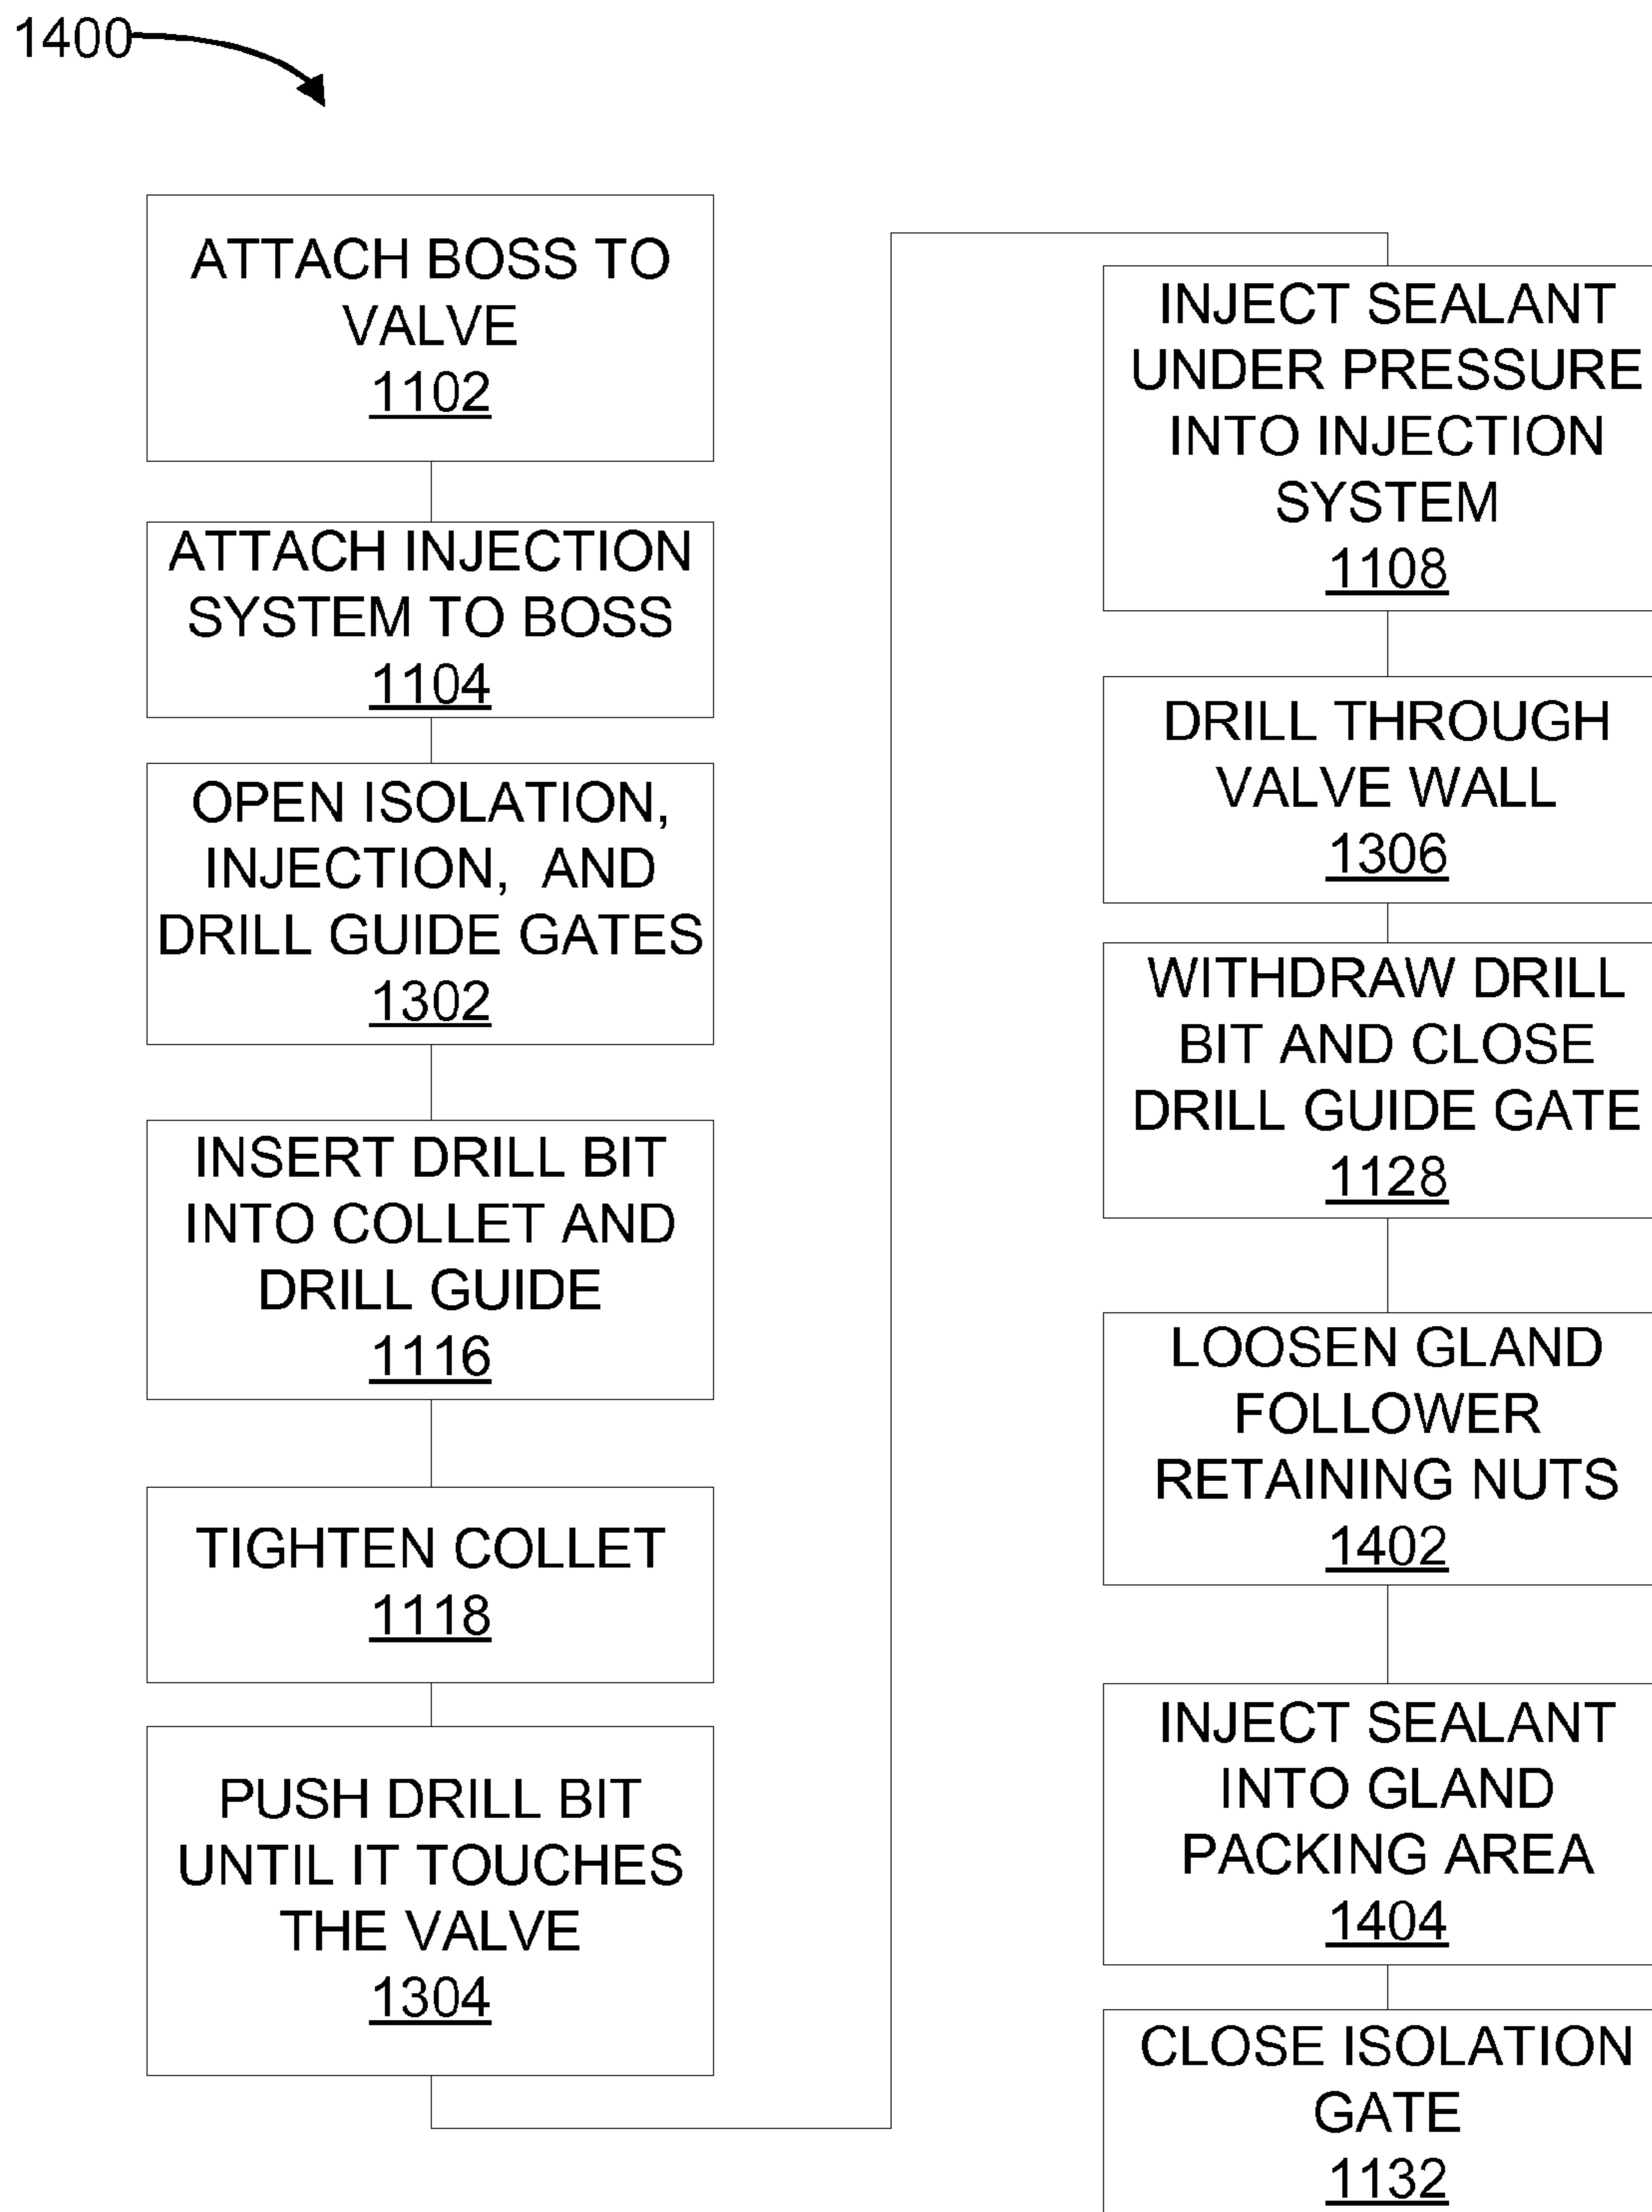 1400
ATTACH BOSS TO
VALVE
1102
ATTACH INJECTION
SYSTEM TO BOSS
1104
OPEN ISOLATION,
INJECTION, AND
DRILL GUIDE GATES
1302
INSERT DRILL BIT
INTO COLLET AND
DRILL GUIDE
1116
TIGHTEN COLLET
1118
PUSH DRILL BIT
UNTIL IT TOUCHES
THE VALVE
1304
INJECT SEALANT
UNDER PRESSURE
INTO INJECTION
SYSTEM
1108
DRILL THROUGH
VALVE WALL
1306
WITHDRAW DRILL
BIT AND CLOSE
DRILL GUIDE GATE
1128
LOOSEN GLAND
FOLLOWER
RETAINING NUTS
1402
INJECT SEALANT
INTO GLAND
PACKING AREA
1404
CLOSE ISOLATION
GATE
1132